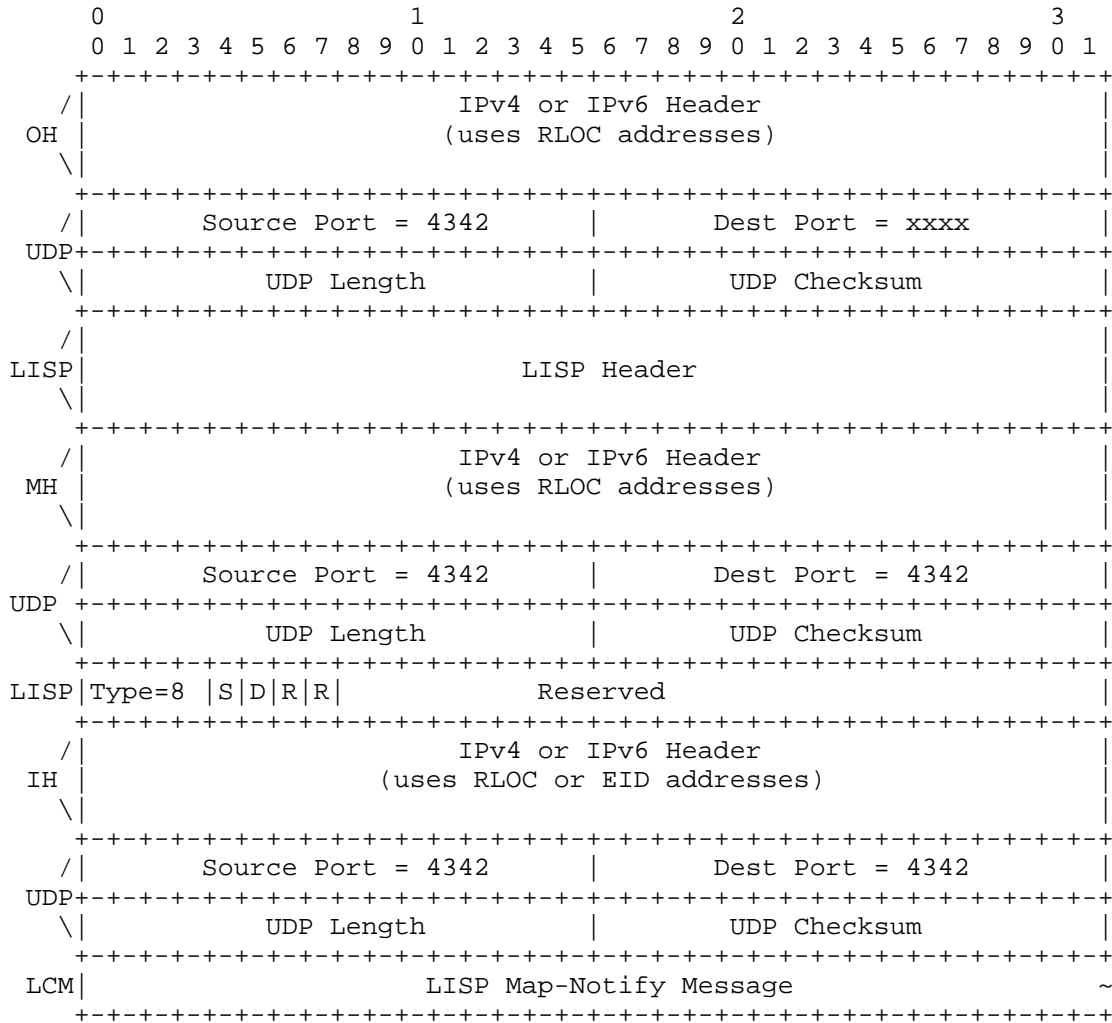 0                   1                   2                   3
        0 1 2 3 4 5 6 7 8 9 0 1 2 3 4 5 6 7 8 9 0 1 2 3 4 5 6 7 8 9 0 1
       +-+-+-+-+-+-+-+-+-+-+-+-+-+-+-+-+-+-+-+-+-+-+-+-+-+-+-+-+-+-+-+-+
      /|                       IPv4 or IPv6 Header                     |
    OH |                      (uses RLOC addresses)                    |
      \|                                                               |
       +-+-+-+-+-+-+-+-+-+-+-+-+-+-+-+-+-+-+-+-+-+-+-+-+-+-+-+-+-+-+-+-+
      /|       Source Port = 4342      |       Dest Port = xxxx        |
    UDP+-+-+-+-+-+-+-+-+-+-+-+-+-+-+-+-+-+-+-+-+-+-+-+-+-+-+-+-+-+-+-+-+
      \|           UDP Length          |        UDP Checksum           |
       +-+-+-+-+-+-+-+-+-+-+-+-+-+-+-+-+-+-+-+-+-+-+-+-+-+-+-+-+-+-+-+-+
      /|                                                               |
   LISP|                           LISP Header                         |
      \|                                                               |
       +-+-+-+-+-+-+-+-+-+-+-+-+-+-+-+-+-+-+-+-+-+-+-+-+-+-+-+-+-+-+-+-+
      /|                       IPv4 or IPv6 Header                     |
    MH |                      (uses RLOC addresses)                    |
      \|                                                               |
       +-+-+-+-+-+-+-+-+-+-+-+-+-+-+-+-+-+-+-+-+-+-+-+-+-+-+-+-+-+-+-+-+
      /|       Source Port = 4342      |       Dest Port = 4342        |
   UDP +-+-+-+-+-+-+-+-+-+-+-+-+-+-+-+-+-+-+-+-+-+-+-+-+-+-+-+-+-+-+-+-+
      \|           UDP Length          |        UDP Checksum           |
       +-+-+-+-+-+-+-+-+-+-+-+-+-+-+-+-+-+-+-+-+-+-+-+-+-+-+-+-+-+-+-+-+
   LISP|Type=8 |S|D|R|R|            Reserved                           |
       +-+-+-+-+-+-+-+-+-+-+-+-+-+-+-+-+-+-+-+-+-+-+-+-+-+-+-+-+-+-+-+-+
      /|                       IPv4 or IPv6 Header                     |
    IH |                  (uses RLOC or EID addresses)                 |
      \|                                                               |
       +-+-+-+-+-+-+-+-+-+-+-+-+-+-+-+-+-+-+-+-+-+-+-+-+-+-+-+-+-+-+-+-+
      /|       Source Port = 4342      |       Dest Port = 4342        |
    UDP+-+-+-+-+-+-+-+-+-+-+-+-+-+-+-+-+-+-+-+-+-+-+-+-+-+-+-+-+-+-+-+-+
      \|           UDP Length          |        UDP Checksum           |
       +-+-+-+-+-+-+-+-+-+-+-+-+-+-+-+-+-+-+-+-+-+-+-+-+-+-+-+-+-+-+-+-+
    LCM|                     LISP Map-Notify Message                   ~
       +-+-+-+-+-+-+-+-+-+-+-+-+-+-+-+-+-+-+-+-+-+-+-+-+-+-+-+-+-+-+-+-+